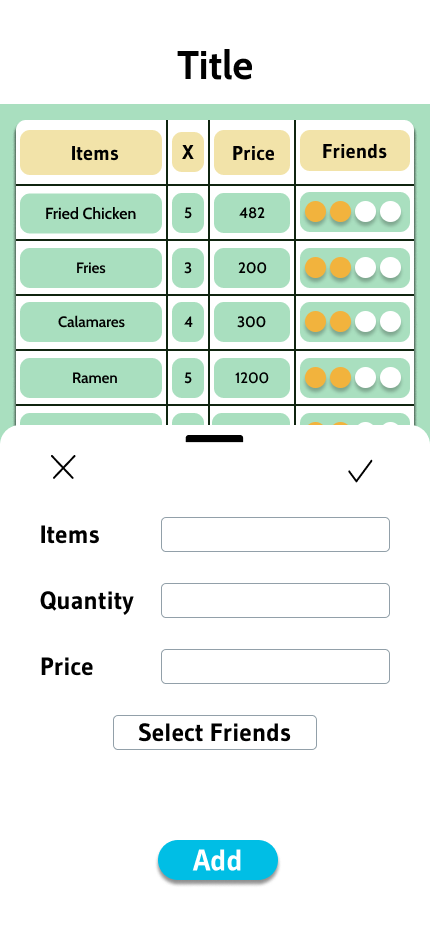 Title
Items X Price Friends
Fried Chicken 5 482
Fries 3 200
Calamares 4 300
Ramen 5 1200
Items
Quantity
Price
Select Friends
Add